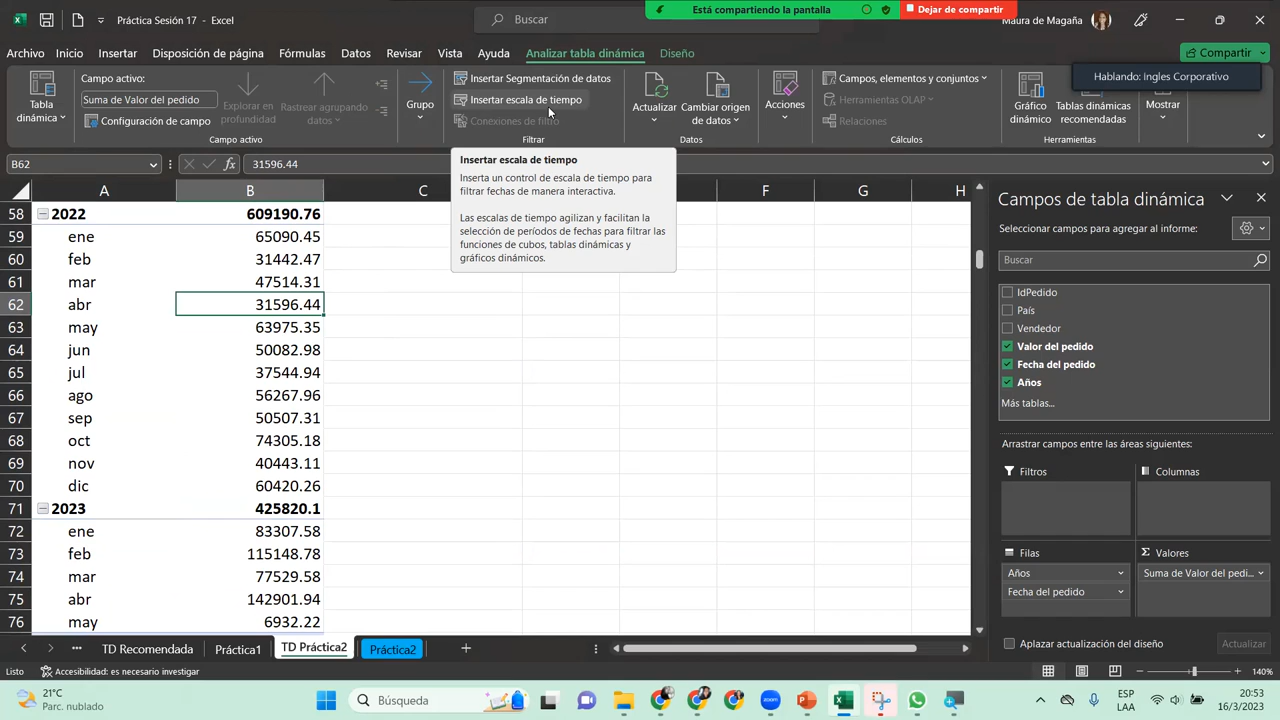 Práctica Sesión 17 - Excel
Buscar
Está compartiendo la pantalla
Dejar de compartir
Maura de Magaña
Archivo Inicio Insertar Disposición de página Fórmulas Datos Revisar Vista Ayuda Analizar tabla dinámica Diseño
Compartir
Hablando: ingles Corporativo
Tabla dinámica
Campo activo:
Suma de Valor del pedido
Configuración de campo
Explorar en profundidad
Rastrear agrupando datos
Campo activo
Grupo
Insertar Segmentación de datos
Insertar escala de tiempo
Conexiones de filtro
Filtrar
Actualizar
Cambiar origen de datos
Datos
Acciones
Campos, elementos y conjuntos
Herramientas OLAP
Relaciones
Cálculos
Gráfico dinámico
Tablas dinámicas recomendadas
Herramientas
Mostrar
B62
31596.44
Insertar escala de tiempo
Inserta un control de escala de tiempo para
filtrar fechas de manera interactiva.
Las escalas de tiempo agilizan y facilitan la
selección de períodos de fechas para filtrar las
funciones de cubos, tablas dinámicas y
gráficos dinámicos.
A B C F G H
58 2022 609190.76
59 ene 65090.45
60 feb 31442.47
61 mar 47514.31
62 abr 31596.44
63 may 63975.35
64 jun 50082.98
65 jul 37544.94
66 ago 56267.96
67 sep 50507.31
68 oct 74305.18
69 nov 40443.11
70 dic 60420.26
71 2023 425820.1
72 ene 83307.58
73 feb 115148.78
74 mar 77529.58
75 abr 142901.94
76 may 6932.22
Campos de tabla dinámica
Seleccionar campos para agregar al informe:
Buscar
IdPedido
País
Vendedor
Valor del pedido
Fecha del pedido
Años
Más tablas...
Arrastrar campos entre las áreas siguientes:
Filtros
Columnas
Filas
Σ Valores
Años
Suma de Valor del pedi...
Fecha del pedido
Aplazar actualización del diseño
Actualizar
TD Recomendada Práctica1 TD Práctica2 Práctica2
Listo
Accesibilidad: es necesario investigar
140%
21°C
Parc. nublado
Búsqueda
zoom
ESP
LAA
20:53
16/3/2023